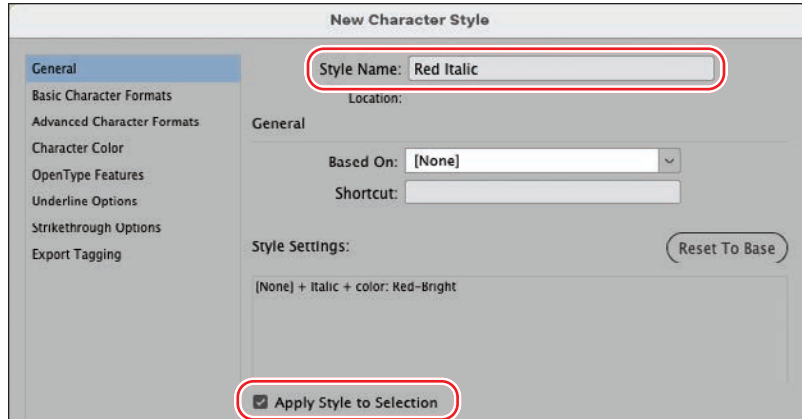 New Character Style
General
Basic Character Formats
Advanced Character Formats
Character Color
OpenType Features
Underline Options
Strikethrough Options
Export Tagging
Style Name: Red Italic
Location:
General
Based On: [None]
Shortcut:
Style Settings:
Reset To Base
[None] + Italic + color: Red-Bright
Apply Style to Selection